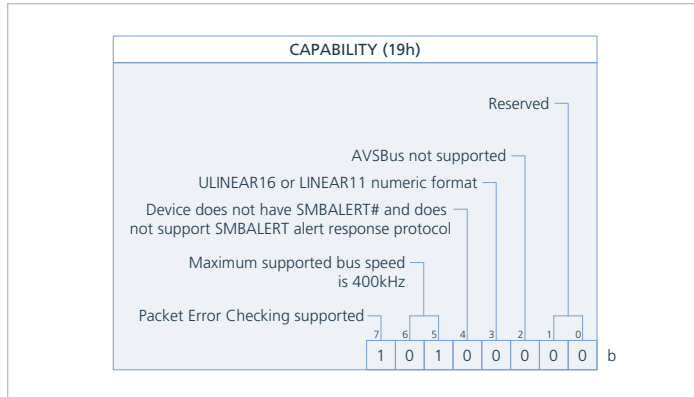 CAPABILITY (19h)
Reserved
AVSBus not supported
ULINEAR16 or LINEAR11 numeric format
Device does not have SMBALERT# and does
not support SMBALERT alert response protocol
Maximum supported bus speed
is 400kHz
Packet Error Checking supported
7 6 5 4 3 2 1 0
1 0 1 0 0 0 0 0 b